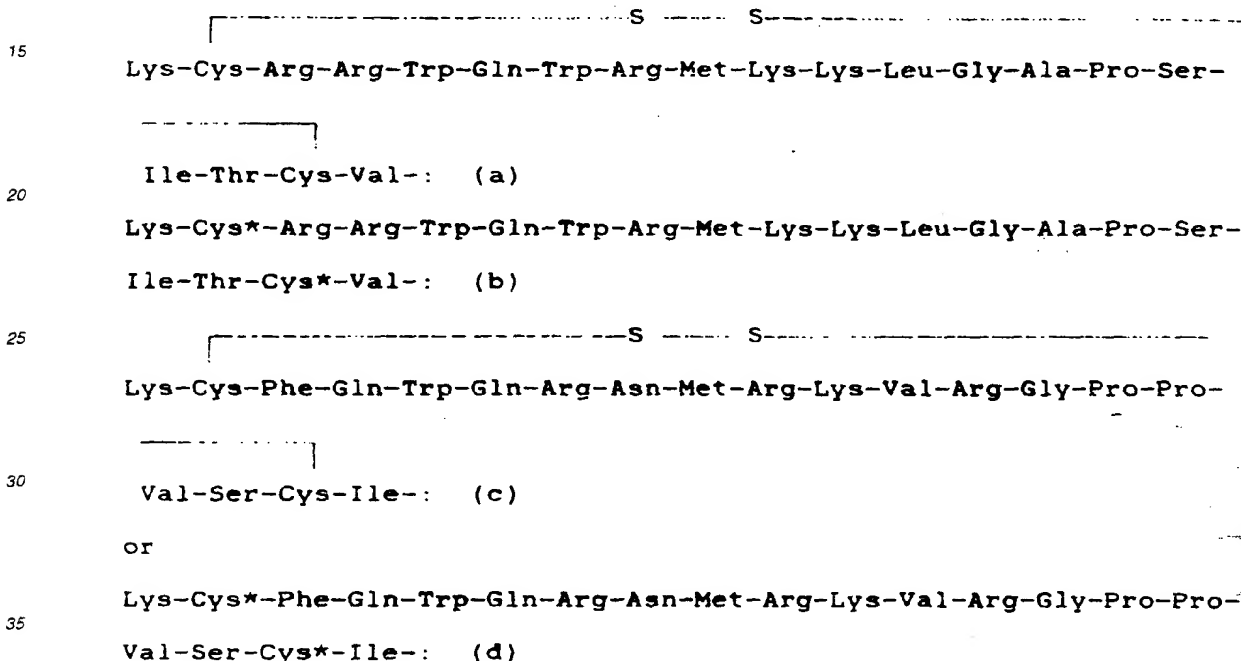 S S
15
Lys-Cys-Arg-Arg-Trp-Gln-Trp-Arg-Met-Lys-Lys-Leu-Gly-Ala-Pro-Ser-
Ile-Thr-Cys-Val-: (a)
20
Lys-Cys*-Arg-Arg-Trp-Gln-Trp-Arg-Met-Lys-Lys-Leu-Gly-Ala-Pro-Ser-
Ile-Thr-Cys*-Val-: (b)
25 S S
Lys-Cys-Phe-Gln-Trp-Gln-Arg-Asn-Met-Arg-Lys-Val-Arg-Gly-Pro-Pro-
30
Val-Ser-Cys-Ile-: (c)
or
Lys-Cys*-Phe-Gln-Trp-Gln-Arg-Asn-Met-Arg-Lys-Val-Arg-Gly-Pro-Pro-
35
Val-Ser-Cys*-Ile-: (d)